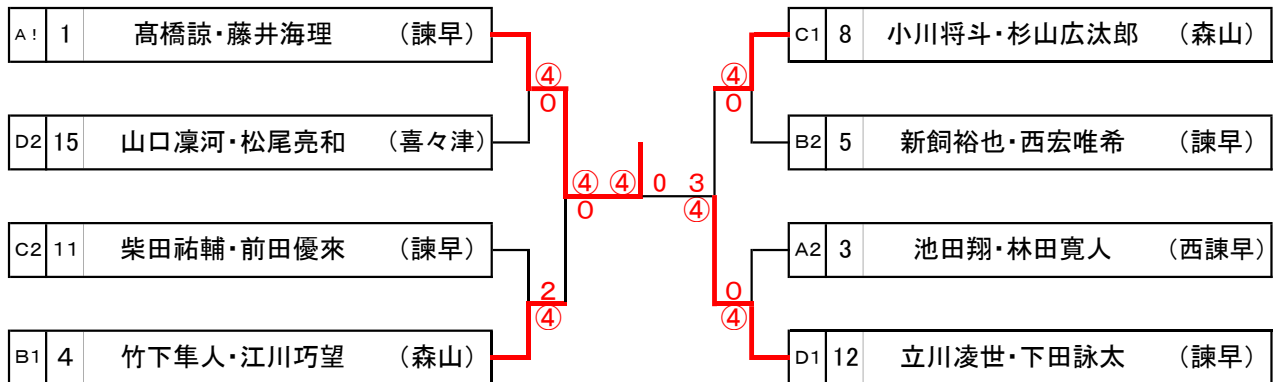 A! 1 髙橋諒・藤井海理 （諫早）
④
0
D2 15 山口凜河・松尾亮和 （喜々津）
④ ④ 0 3
0 ④
C2 11 柴田祐輔・前田優來 （諫早）
2
④
B1 4 竹下隼人・江川巧望 （森山）
C1 8 小川将斗・杉山広汰郎 （森山）
④
0
B2 5 新飼裕也・西宏唯希 （諫早）
A2 3 池田翔・林田寛人 （西諫早）
0
④
D1 12 立川凌世・下田詠太 （諫早）